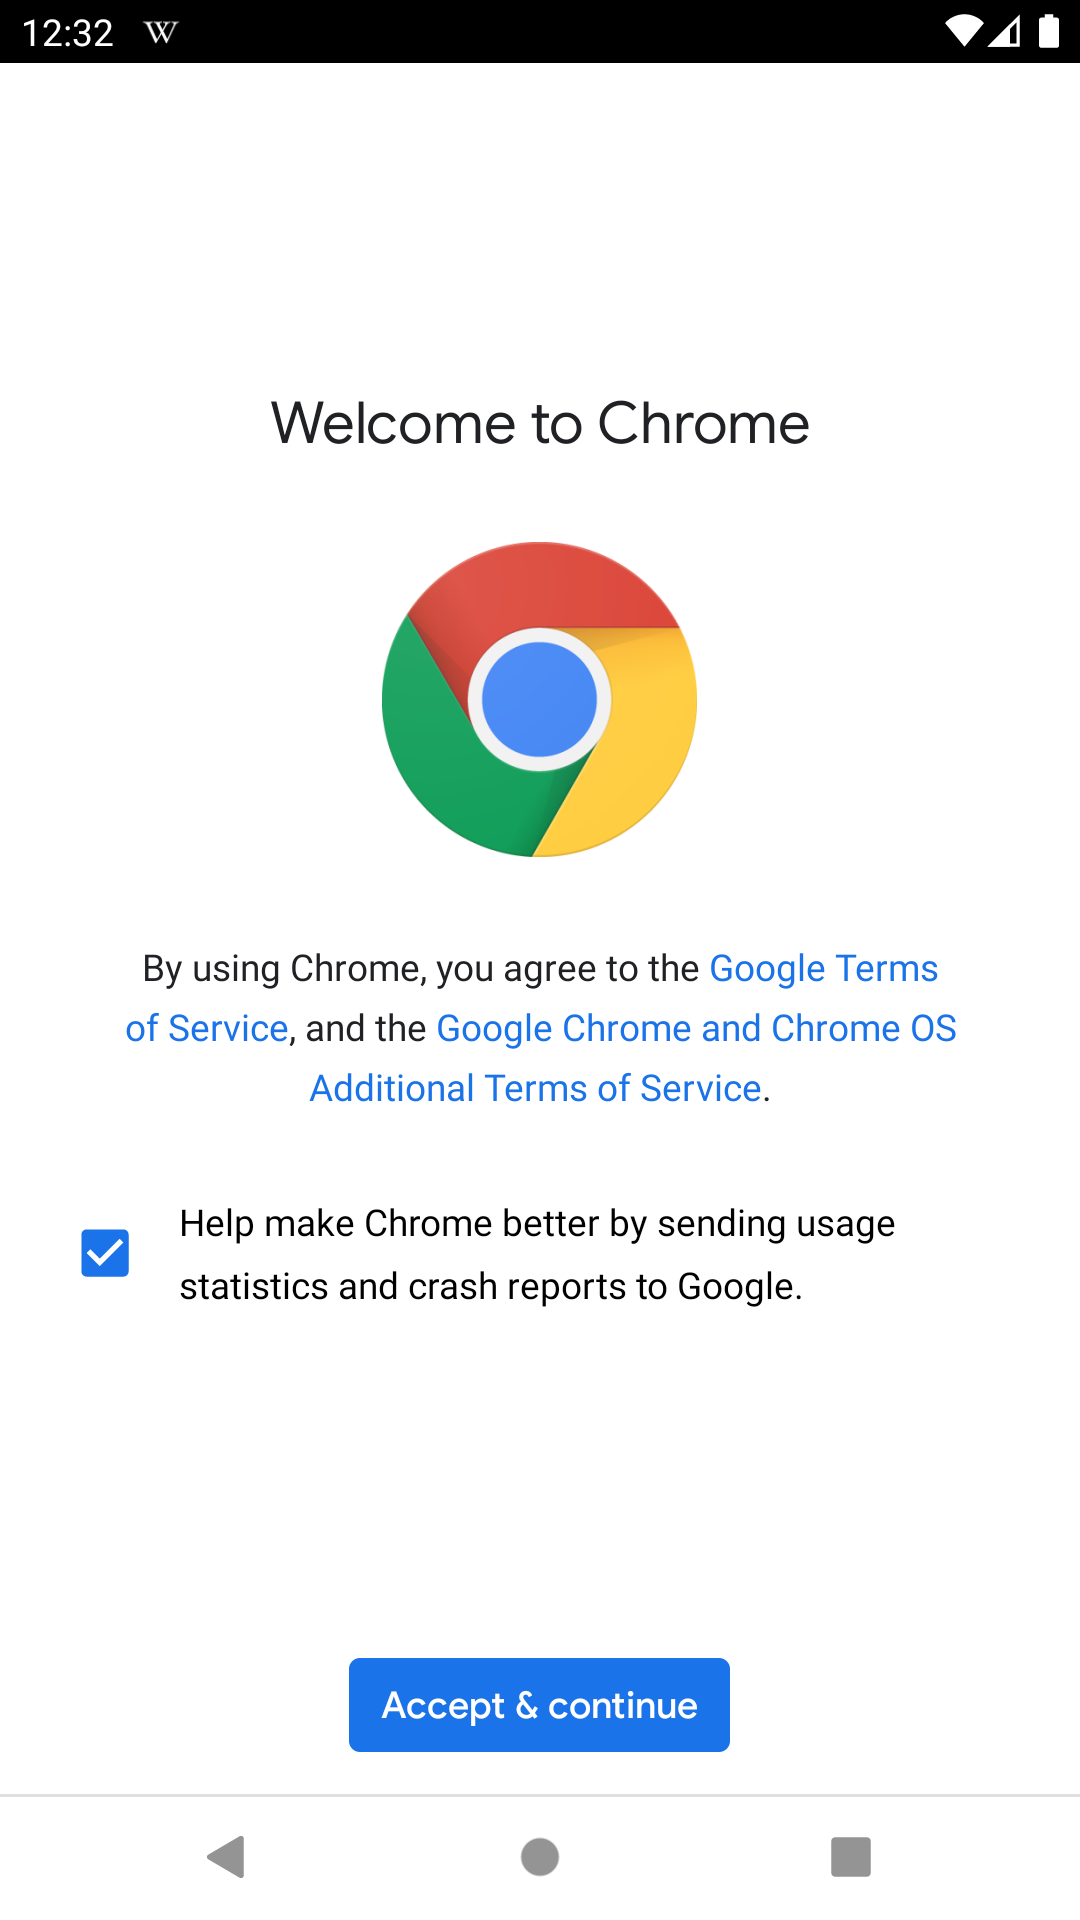 12:32 W
Welcome to Chrome
By using Chrome, you agree to the Google Terms
of Service, and the Google Chrome and Chrome OS
Additional Terms of Service.
Help make Chrome better by sending usage
statistics and crash reports to Google.
Accept & continue